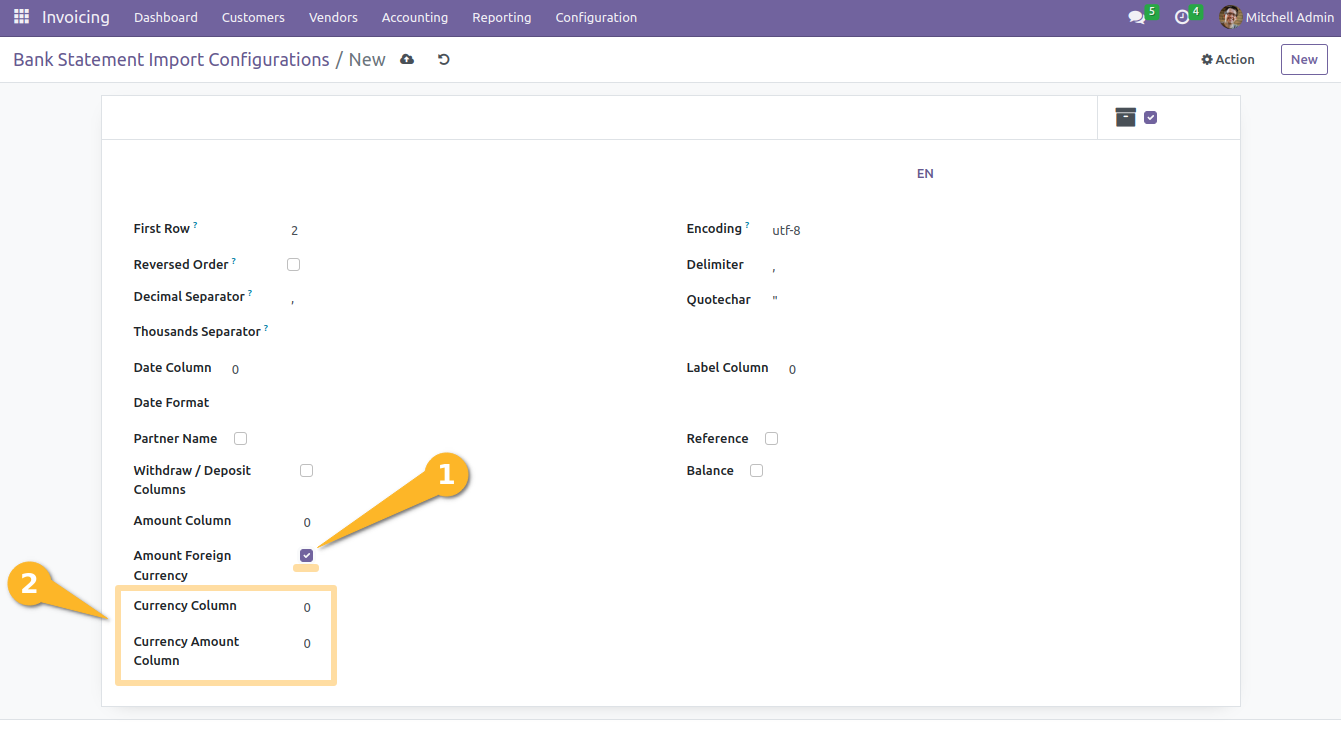 Invoicing Dashboard Customers Vendors Accounting Reporting Configuration 5 4 Mitchell Admin
Bank Statement Import Configurations / New Action New
EN
First Row ? 2 Encoding ? utf-8
Reversed Order ? Delimiter ,
Decimal Separator ? , Quotechar "
Thousands Separator ?
Date Column 0 Label Column 0
Date Format
Partner Name Reference
Withdraw / Deposit Balance
Columns
1
Amount Column 0
Amount Foreign
Currency
2
Currency Column 0
Currency Amount 0
Column